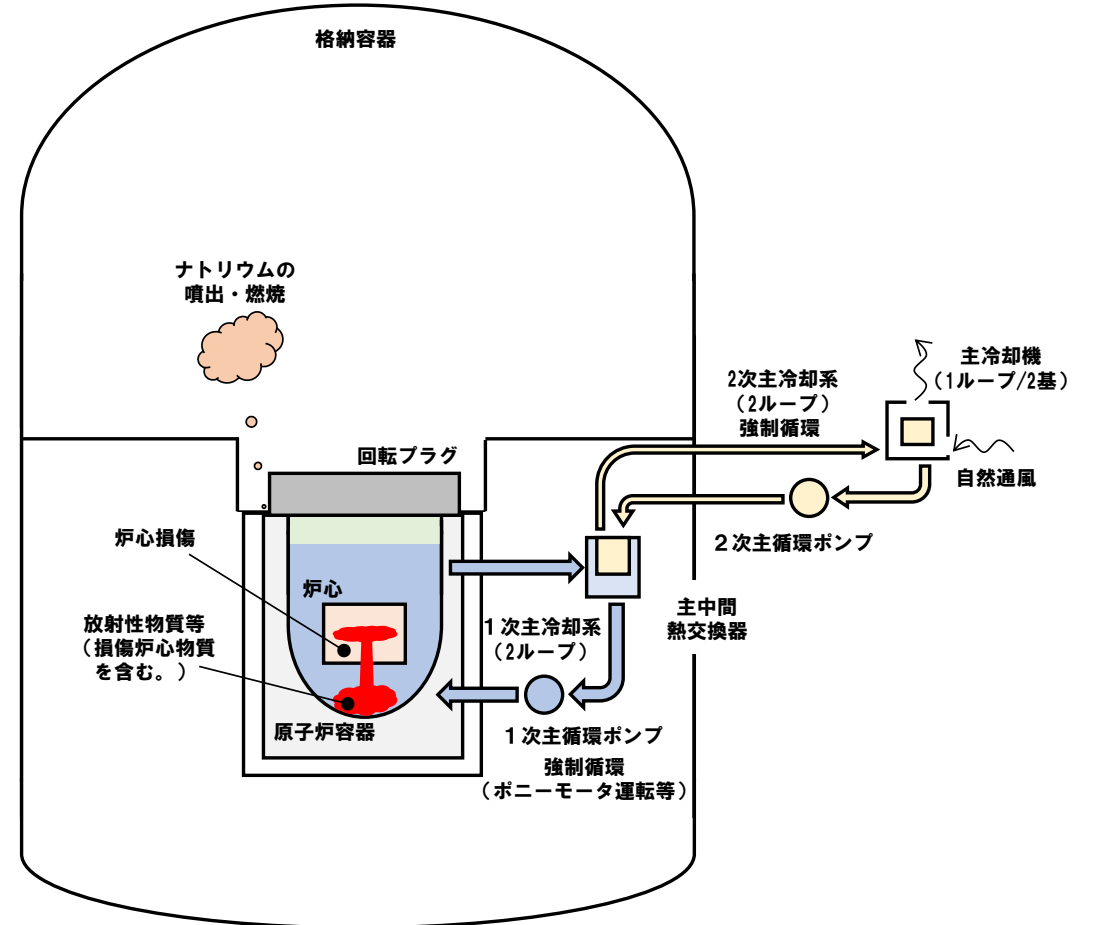 格納容器
ナトリウムの
噴出・燃焼
主冷却機
(1ループ/2基)
2次主冷却系
(2ループ)
強制循環
自然通風
回転プラグ
2次主循環ポンプ
炉心損傷
炉心
放射性物質等
(損傷炉心物質
を含む。)
1次主冷却系
(2ループ)
主中間
熱交換器
原子炉容器
1次主循環ポンプ
強制循環
(ポニーモータ運転等)